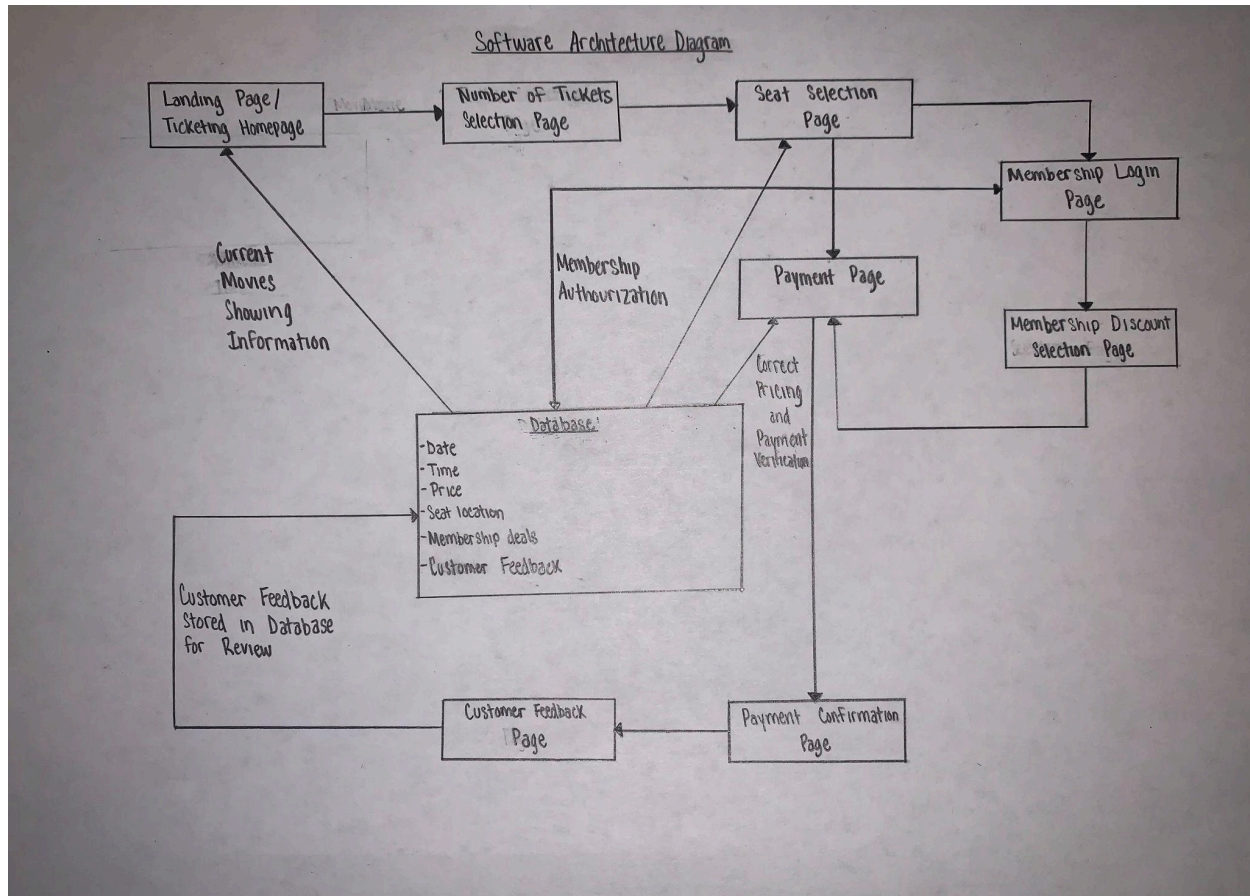 Software Architecture Diagram
Landing Page/
Ticketing Homepage
Number of Tickets
Selection Page
Seat Selection
Page
Membership Login
Page
Current
Movies
Showing
Information
Membership
Authourization
Payment Page
Membership Discount
Selection Page
Correct
Pricing
and
Payment
Verification
Database
-Date
-Time
-Price
-Seat location
-Membership deals
-Customer Feedback
Customer Feedback
Stored in Database
for Review
Customer Feedback
Page
Payment Confirmation
Page